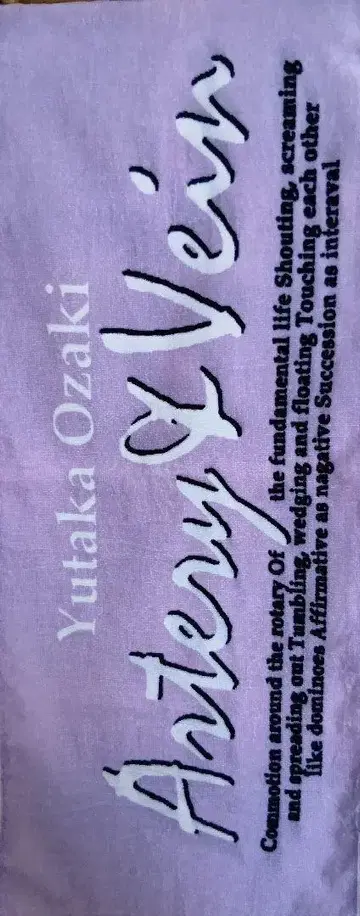 Yutaka Ozaki
Artery & Vein
Commotion around the rotary Of the fundamental life Shouting, screaming
and spreading out Tumbling, wedging and floating Touching each other
like dominoes Affirmative as nagative Succession as interaval